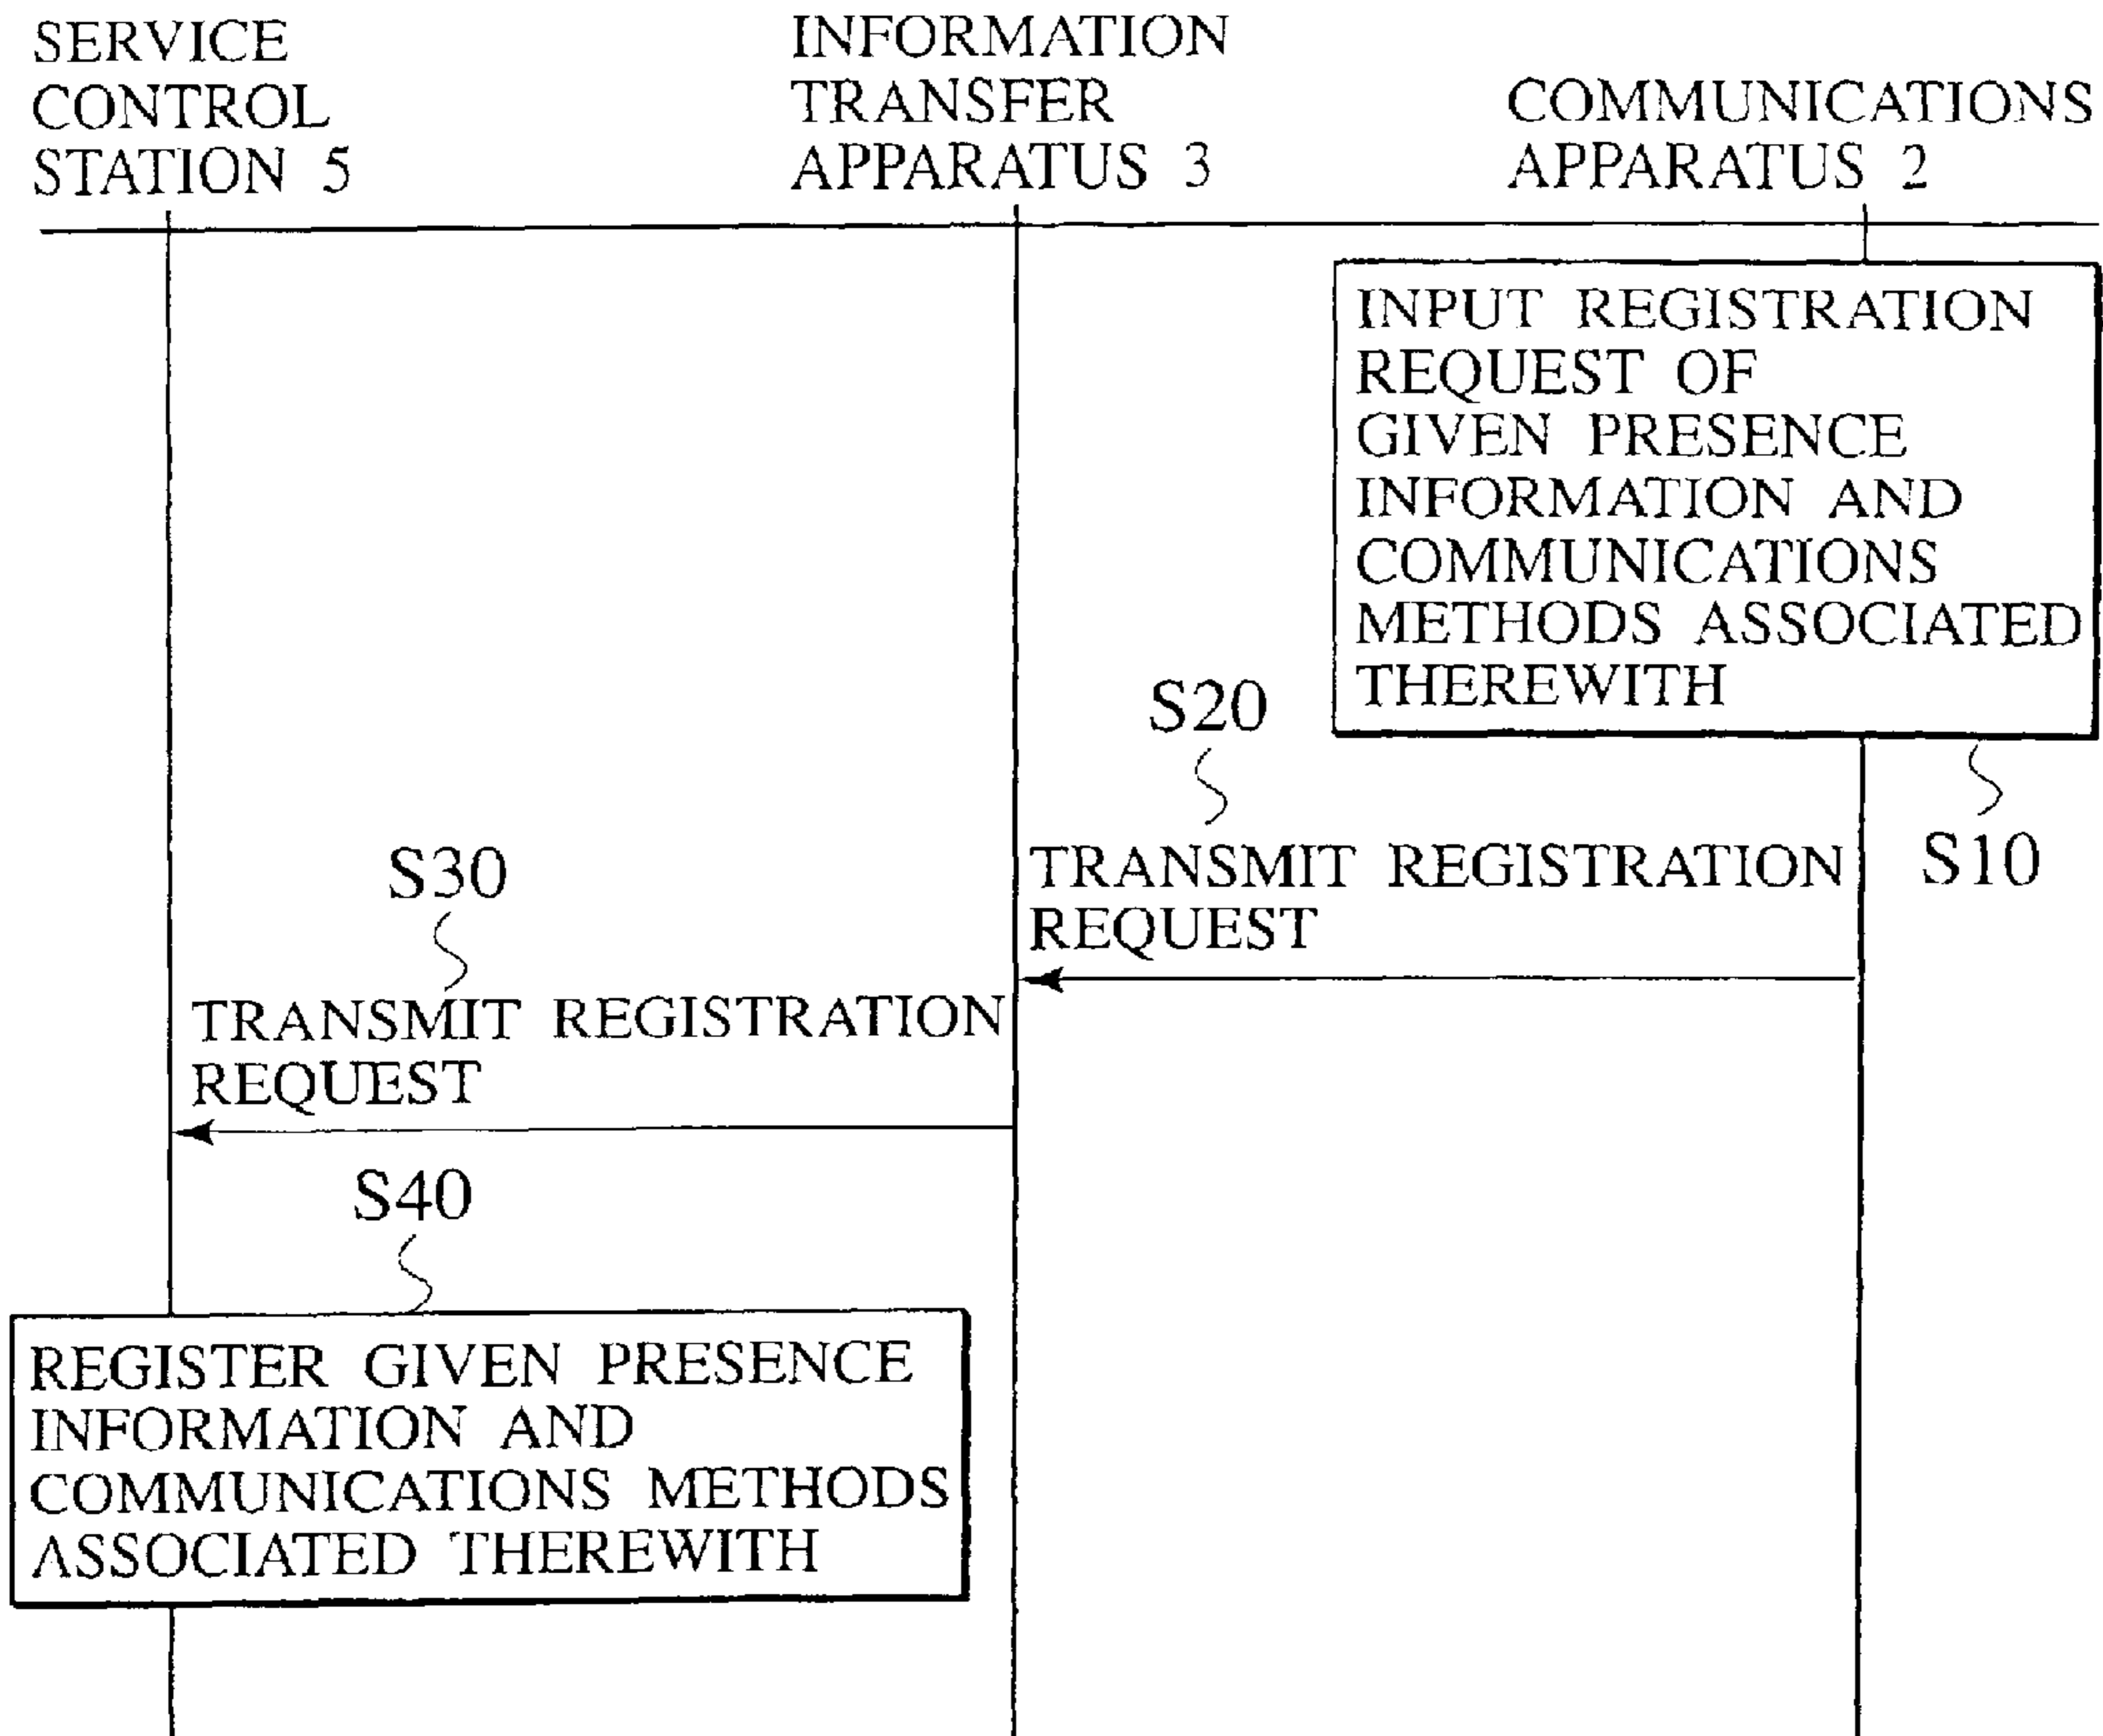 SERVICE
CONTROL
STATION 5
INFORMATION
TRANSFER
APPARATUS 3
COMMUNICATIONS
APPARATUS 2
INPUT REGISTRATION
REQUEST OF
GIVEN PRESENCE
INFORMATION AND
COMMUNICATIONS
METHODS ASSOCIATED
THEREWITH
S10
S20
TRANSMIT REGISTRATION
REQUEST
S30
TRANSMIT REGISTRATION
REQUEST
S40
REGISTER GIVEN PRESENCE
INFORMATION AND
COMMUNICATIONS METHODS
ASSOCIATED THEREWITH